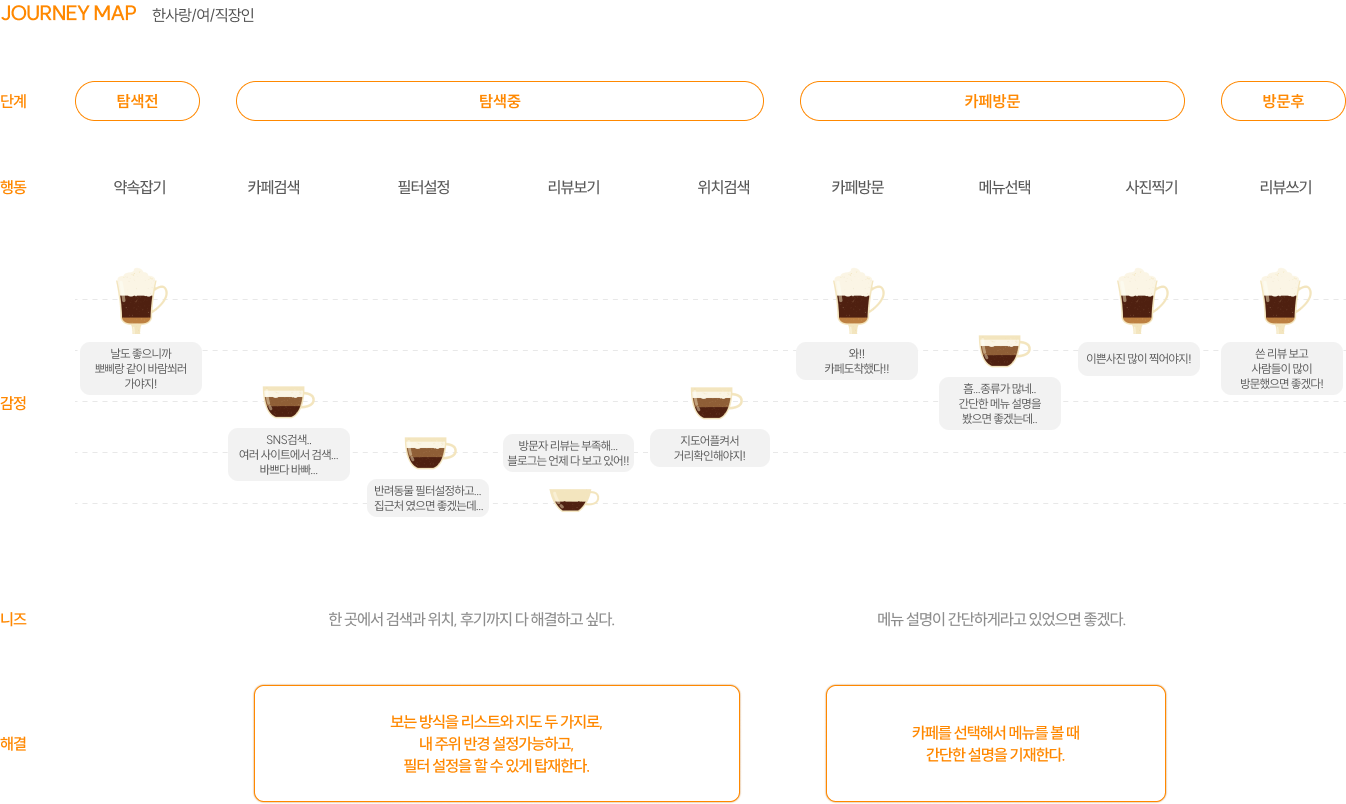 JOURNEY MAP 한사랑/여/직장인
단계 탐색전 탐색중 카페방문 방문후
행동 약속잡기 카페검색 필터설정 리뷰보기 위치검색 카페방문 메뉴선택 사진찍기 리뷰쓰기
감정
날도 좋으니까
뽀삐랑 같이 바람쐬러
가야지!
SNS검색..
여러 사이트에서 검색...
바쁘다 바빠...
반려동물 필터설정하고...
집근처 였으면 좋겠는데...
방문자 리뷰는 부족해...
블로그는 언제 다 보고 있어!!
지도어플켜서
거리확인해야지!
와!!
카페도착했다!!
흠...종류가 많네..
간단한 메뉴 설명을
봤으면 좋겠는데..
이쁜사진 많이 찍어야지!
쓴 리뷰 보고
사람들이 많이
방문했으면 좋겠다!
니즈 한 곳에서 검색과 위치, 후기까지 다 해결하고 싶다. 메뉴 설명이 간단하게라고 있었으면 좋겠다.
해결
보는 방식을 리스트와 지도 두 가지로,
내 주위 반경 설정가능하고,
필터 설정을 할 수 있게 탑재한다.
카페를 선택해서 메뉴를 볼 때
간단한 설명을 기재한다.